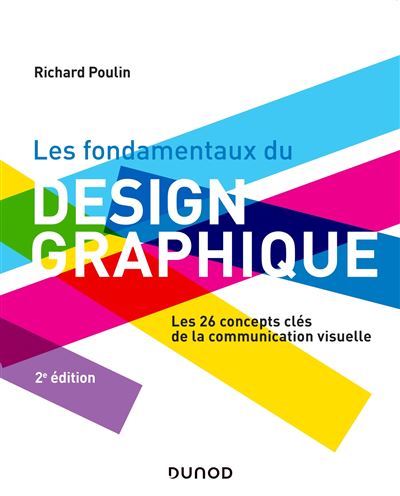 Richard Poulin
Les fondamentaux du
DESIGN
GRAPHIQUE
Les 26 concepts clés
de la communication visuelle
2e édition
DUNOD